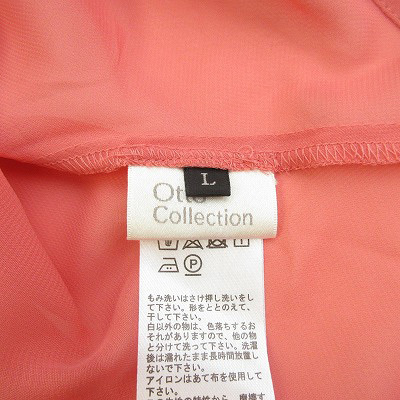 L
Otto
Collection
P
もみ洗いはさけ押し洗いをし
て下さい。形をととのえて、
干して下さい。
白以外の物は、色落ちするお
それがありますので、他の物
と分けて洗って下さい。洗濯
後は濡れたまま長時間放置し
ないで下さい。
アイロンはあて布を使用して
下さい。